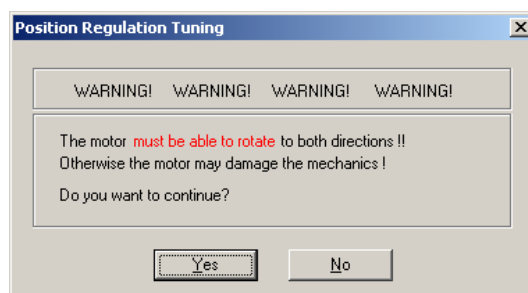 Position Regulation Tuning
WARNING! WARNING! WARNING! WARNING!
The motor must be able to rotate to both directions !!
Otherwise the motor may damage the mechanics !
Do you want to continue?
Yes No